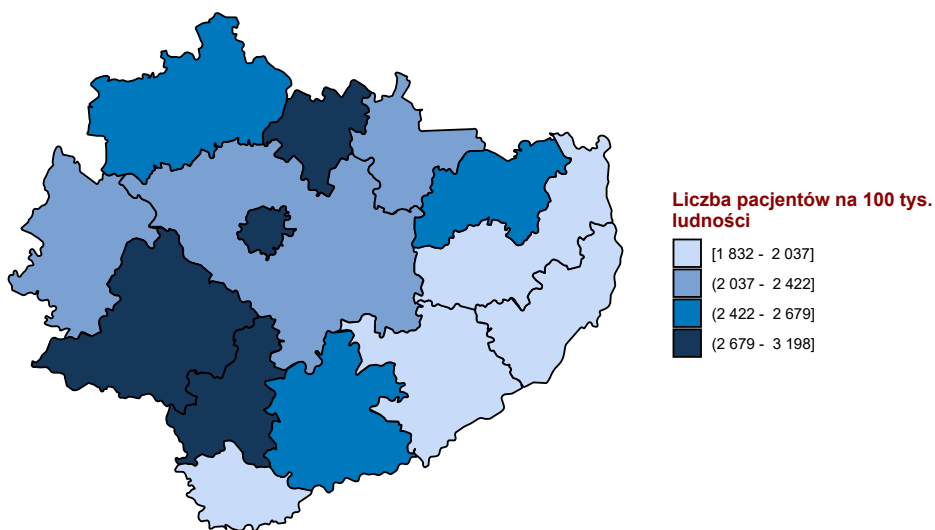 Liczba pacjentów na 100 tys.
ludności
[1 832 - 2 037]
(2 037 - 2 422]
(2 422 - 2 679]
(2 679 - 3 198]